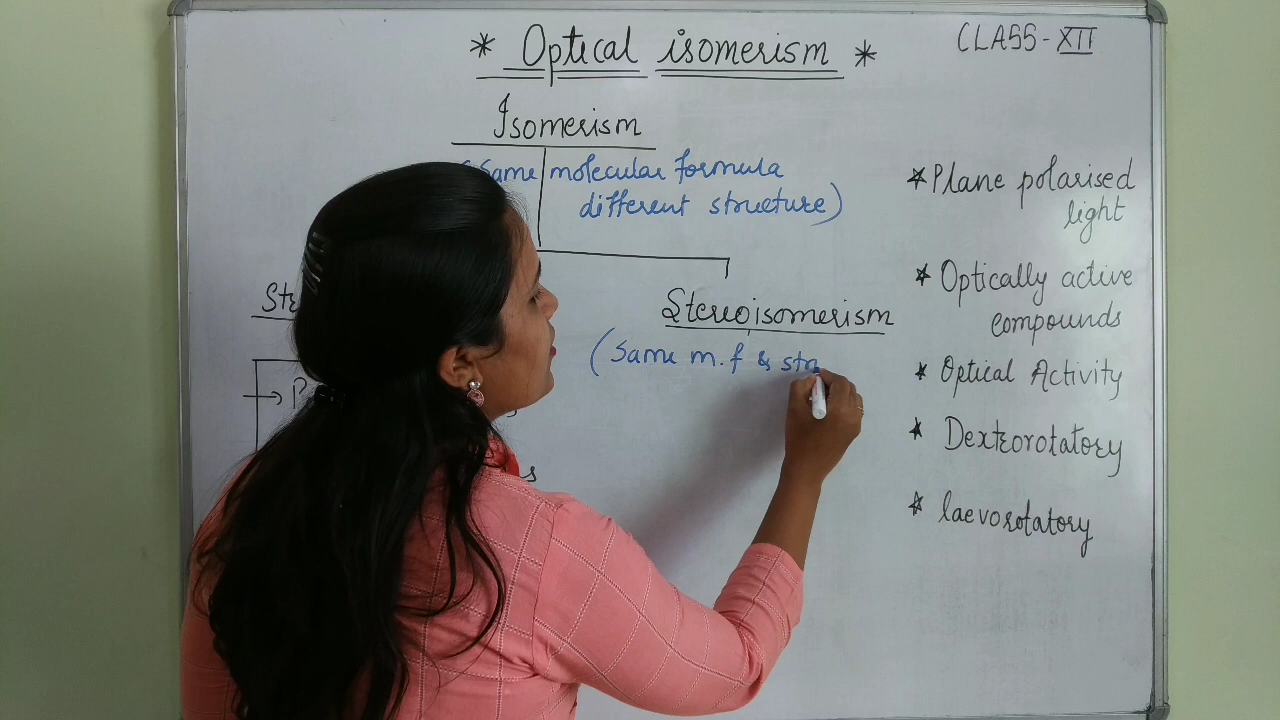 * Optical isomerism *
CLASS - XII
Isomerism
(Same molecular formula
different structure)
Stereoisomerism
(Same m.f & str
* Plane polarised
light
* Optically active
compounds
* Optical Activity
* Dextrorotatory
* laevorotatory